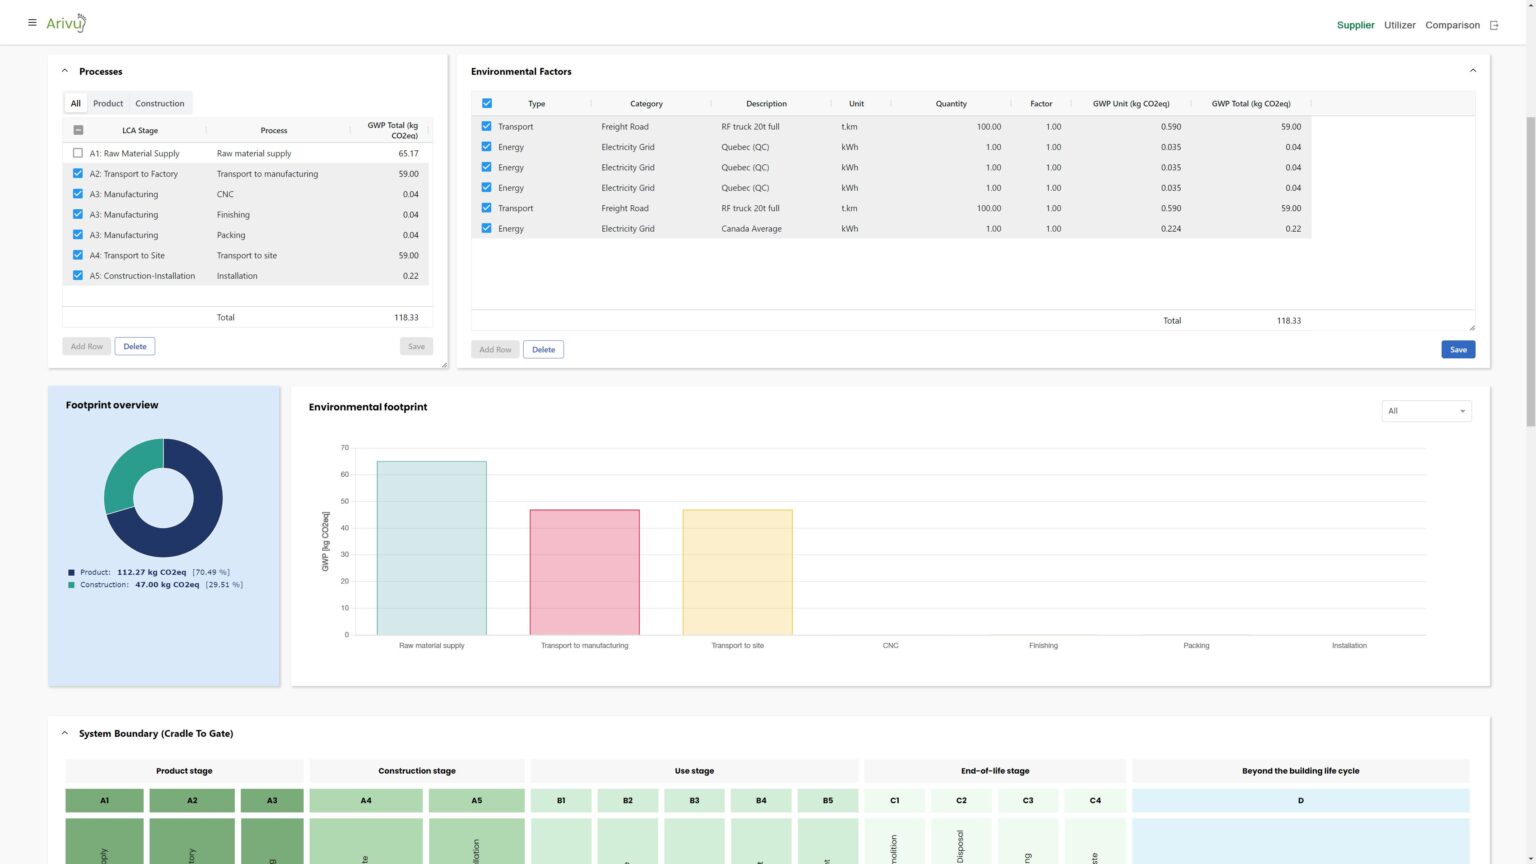 Arivu
Supplier Utilizer Comparison
Processes
All Product Construction
LCA Stage Process GWP Total (kg CO2eq)
A1: Raw Material Supply Raw material supply 65.17
A2: Transport to Factory Transport to manufacturing 59.00
A3: Manufacturing CNC 0.04
A3: Manufacturing Finishing 0.04
A3: Manufacturing Packing 0.04
A4: Transport to Site Transport to site 59.00
A5: Construction-Installation Installation 0.22
Total 118.33
Add Row Delete Save
Environmental Factors
Type Category Description Unit Quantity Factor GWP Unit (kg CO2eq) GWP Total (kg CO2eq)
Transport Freight Road RF truck 20t full t.km 100.00 1.00 0.590 59.00
Energy Electricity Grid Quebec (QC) kWh 1.00 1.00 0.035 0.04
Energy Electricity Grid Quebec (QC) kWh 1.00 1.00 0.035 0.04
Energy Electricity Grid Quebec (QC) kWh 1.00 1.00 0.035 0.04
Transport Freight Road RF truck 20t full t.km 100.00 1.00 0.590 59.00
Energy Electricity Grid Canada Average kWh 1.00 1.00 0.224 0.22
Total 118.33
Add Row Delete Save
Footprint overview
Product: 112.27 kg CO2eq [70.49 %]
Construction: 47.00 kg CO2eq [29.51 %]
Environmental footprint
All
GWP [kg CO2eq]
70
60
50
40
30
20
10
0
Raw material supply Transport to manufacturing Transport to site CNC Finishing Packing Installation
System Boundary (Cradle To Gate)
Product stage Construction stage Use stage End-of-life stage Beyond the building life cycle
A1 A2 A3 A4 A5 B1 B2 B3 B4 B5 C1 C2 C3 C4 D
Disposal